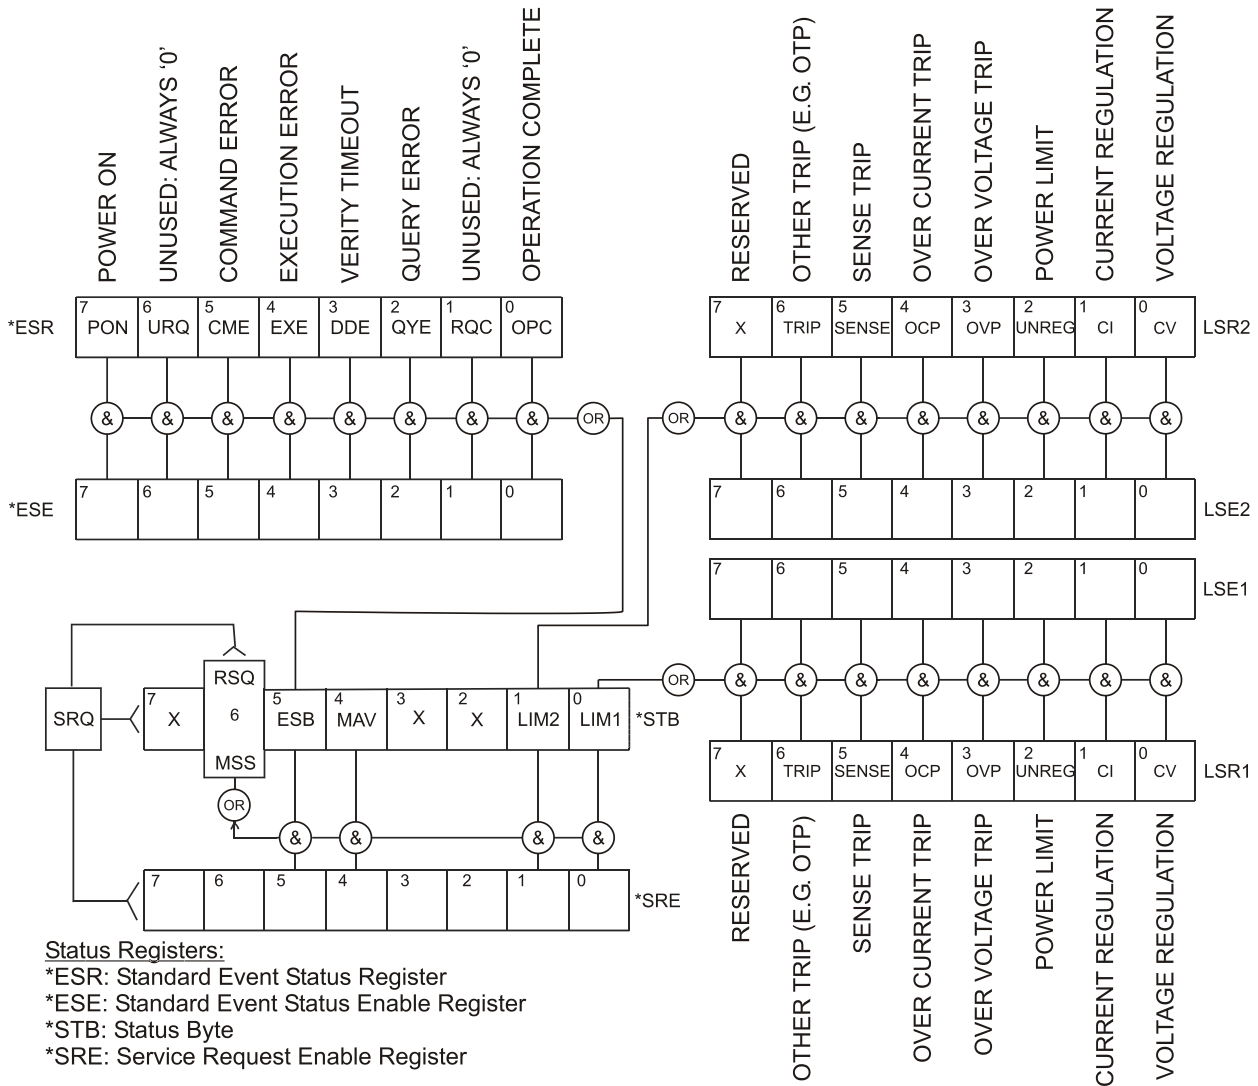 POWER ON
UNUSED: ALWAYS ‘0’
COMMAND ERROR
EXECUTION ERROR
VERITY TIMEOUT
QUERY ERROR
UNUSED: ALWAYS ‘0’
OPERATION COMPLETE
*ESR
7 6 5 4 3 2 1 0
PON URQ CME EXE DDE QYE RQC OPC
& & & & & & & & OR
*ESE
7 6 5 4 3 2 1 0
RESERVED
OTHER TRIP (E.G. OTP)
SENSE TRIP
OVER CURRENT TRIP
OVER VOLTAGE TRIP
POWER LIMIT
CURRENT REGULATION
VOLTAGE REGULATION
7 6 5 4 3 2 1 0
X TRIP SENSE OCP OVP UNREG CI CV LSR2
OR & & & & & & & &
7 6 5 4 3 2 1 0
LSE2
7 6 5 4 3 2 1 0
LSE1
OR & & & & & & & &
7 6 5 4 3 2 1 0
X TRIP SENSE OCP OVP UNREG CI CV LSR1
RESERVED
OTHER TRIP (E.G. OTP)
SENSE TRIP
OVER CURRENT TRIP
OVER VOLTAGE TRIP
POWER LIMIT
CURRENT REGULATION
VOLTAGE REGULATION
SRQ
RSQ
7 6 5 4 3 2 1 0
X ESB MAV X X LIM2 LIM1 *STB
MSS
OR
& & & &
7 6 5 4 3 2 1 0
*SRE
Status Registers:
*ESR: Standard Event Status Register
*ESE: Standard Event Status Enable Register
*STB: Status Byte
*SRE: Service Request Enable Register